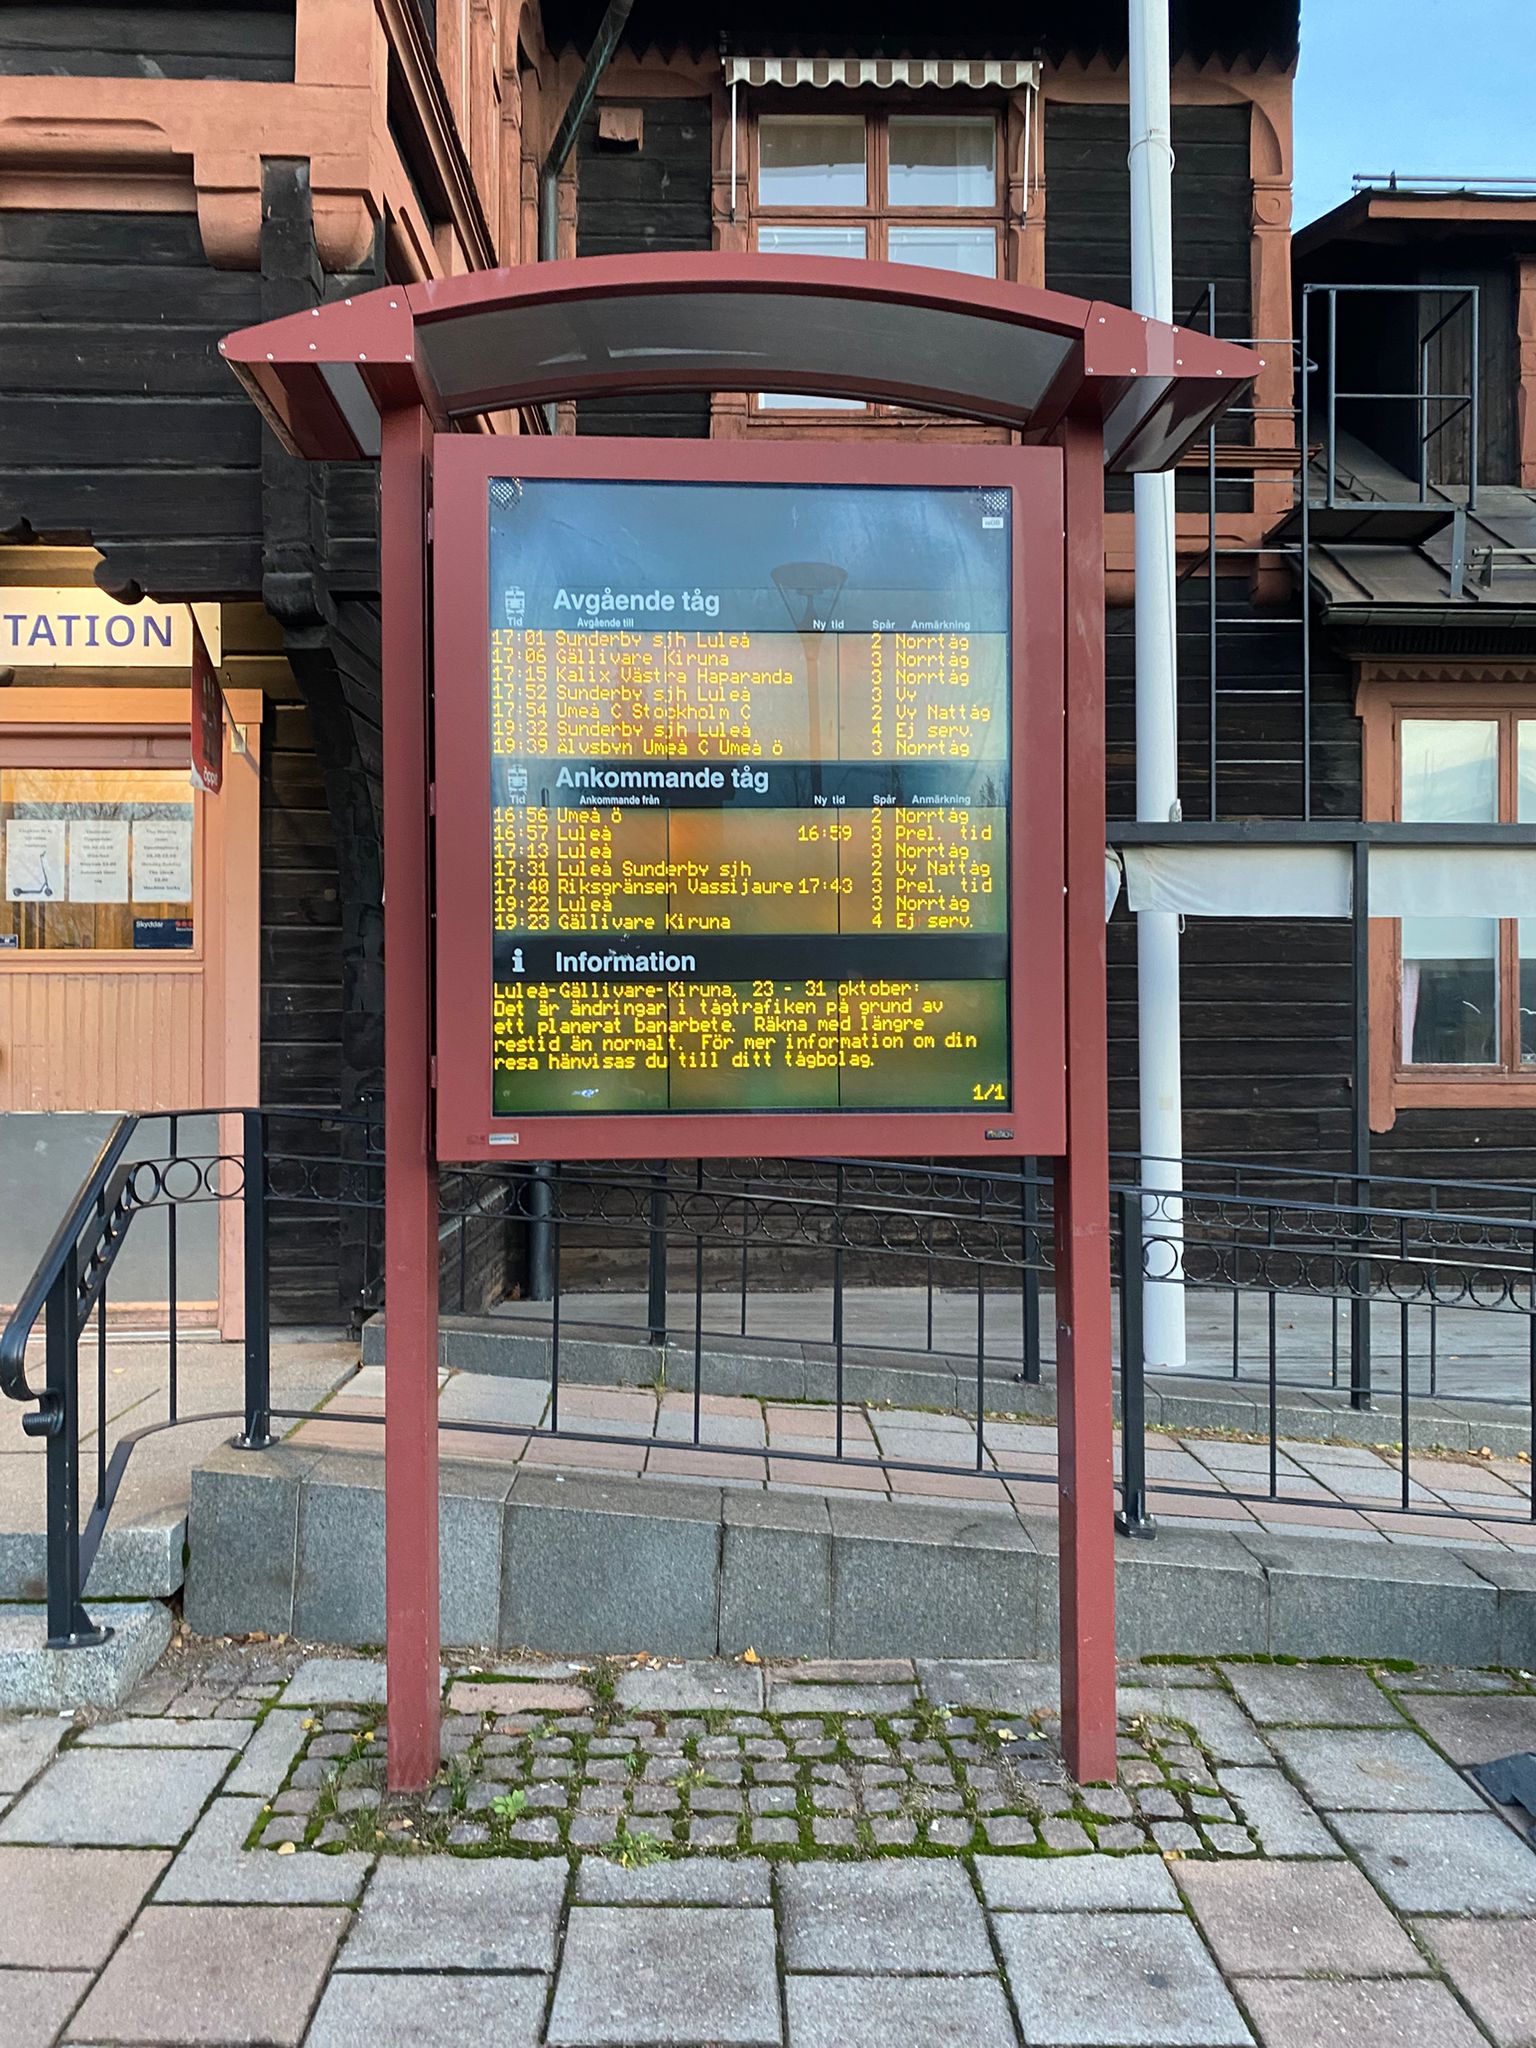 TATION
Avgående tåg
Tid Avgående till Ny tid Spår Anmärkning
17:01 Sunderby sjh Luleå 2 Norrtåg
17:06 Gällivare Kiruna 3 Norrtåg
17:15 Kalix Västra Haparanda 3 Norrtåg
17:52 Sunderby sjh Luleå 3 Vy
17:54 Umeå C Stockholm C 2 Vy Nattåg
19:32 Sunderby sjh Luleå 4 Ej serv.
19:39 Älvsbyn Umeå C Umeå ö 3 Norrtåg
Ankommande tåg
Tid Ankommande från Ny tid Spår Anmärkning
16:56 Umeå ö 2 Norrtåg
16:57 Luleå 16:59 3 Prel. tid
17:13 Luleå 3 Norrtåg
17:31 Luleå Sunderby sjh 2 Vy Nattåg
17:40 Riksgränsen Vassijaure 17:43 3 Prel. tid
19:22 Luleå 3 Norrtåg
19:23 Gällivare Kiruna 4 Ej serv.
i Information
Luleå-Gällivare-Kiruna, 23 - 31 oktober:
Det är ändringar i tågtrafiken på grund av
ett planerat banarbete. Räkna med längre
restid än normalt. För mer information om din
resa hänvisas du till ditt tågbolag.
1/1
Skyddar